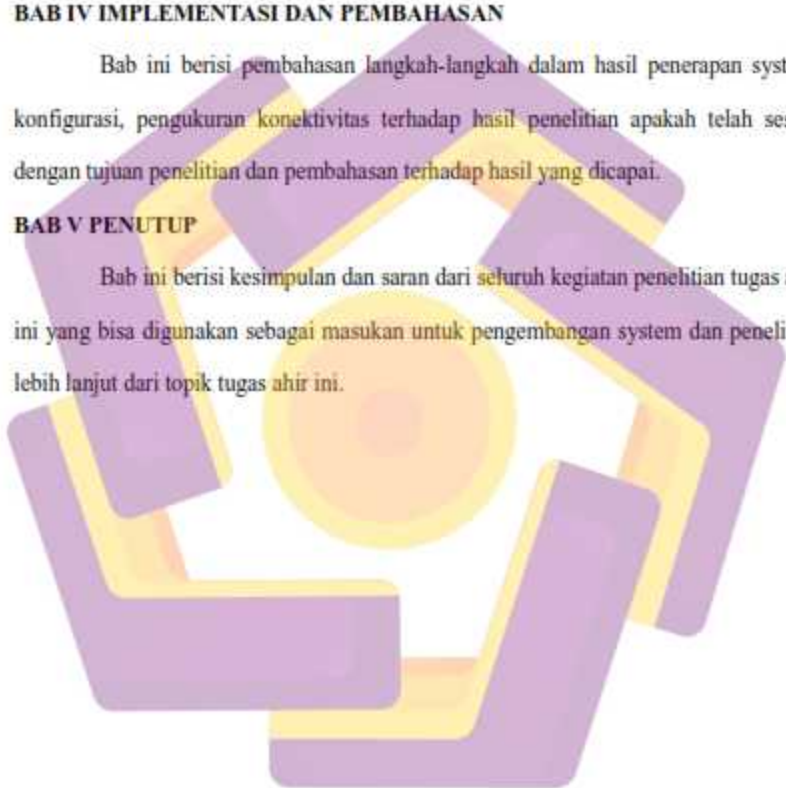 BAB IV IMPLEMENTASI DAN PEMBAHASAN
Bab ini berisi pembahasan langkah-langkah dalam hasil penerapan syst
konfigurasi, pengukuran konektivitas terhadap hasil penelitian apakah telah ses
dengan tujuan penelitian dan pembahasan terhadap hasil yang dicapai.
BAB V PENUTUP
Bab ini berisi kesimpulan dan saran dari seluruh kegiatan penelitian tugas a
ini yang bisa digunakan sebagai masukan untuk pengembangan system dan peneli
lebih lanjut dari topik tugas ahir ini.